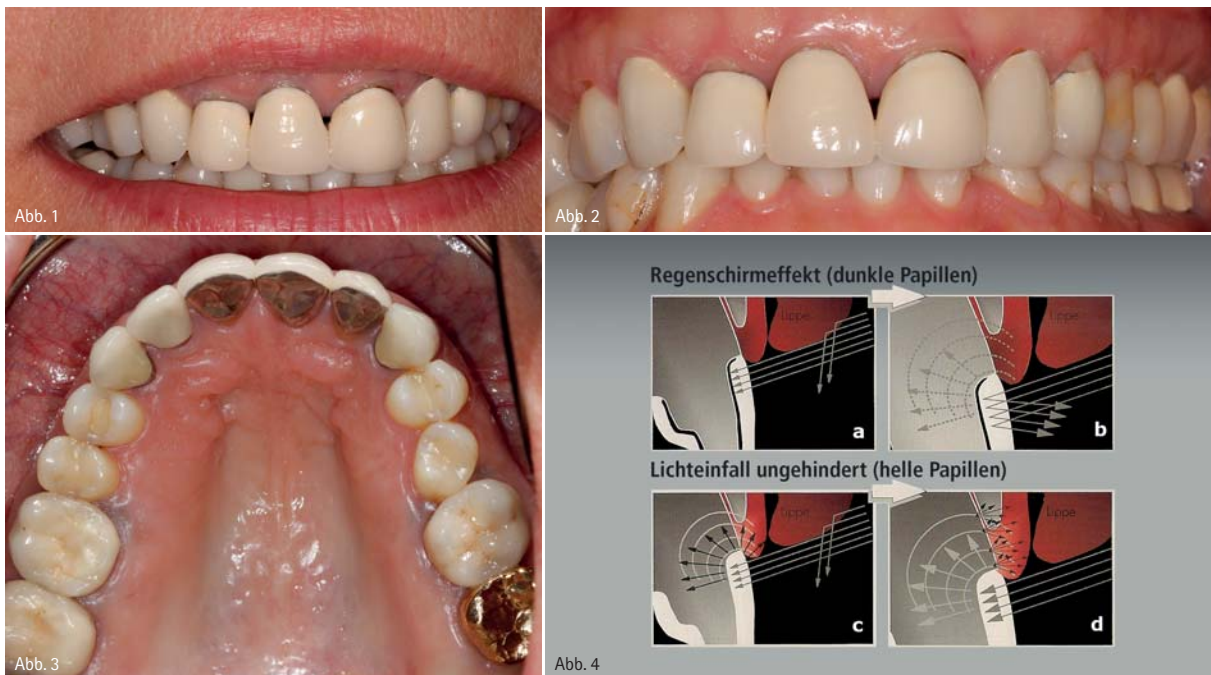 Abb. 1
Abb. 2
Abb. 3
Regenschirmeffekt (dunkle Papillen)
Lippe
Lippe
a
b
Lichteinfall ungehindert (helle Papillen)
Lippe
Lippe
c
d
Abb. 4